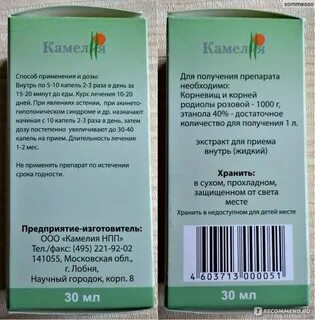 sommesso
Камелия
Способ применения и дозы:
Внутрь по 5-10 капель 2-3 раза в день за
15-20 минут до еды. Курс лечения 10-20
дней. При явлениях астении, при акинето-
гипотоническом синдроме и др. назначают
начиная с 10 капель 2-3 раза в день, затем
дозу постепенно увеличивают до 30-40
капель на прием. Длительность лечения
1-2 мес.
Не применять препарат по истечении
срока годности.
Предприятие-изготовитель:
ООО «Камелия НПП»
Тел./факс: (495) 221-92-02
141055, Московская обл.,
г. Лобня,
Научный городок, корп. 8
30 мл
Камелия
Для получения препарата
необходимо:
Корневищ и корней
родиолы розовой - 1000 г,
этанола 40% - достаточное
количество для получения 1 л.
экстракт для приема
внутрь (жидкий)
Хранить:
в сухом, прохладном,
защищенном от света
месте
Хранить в недоступном для детей месте
4 603713 000051
30 мл
RECOMMEND.RU